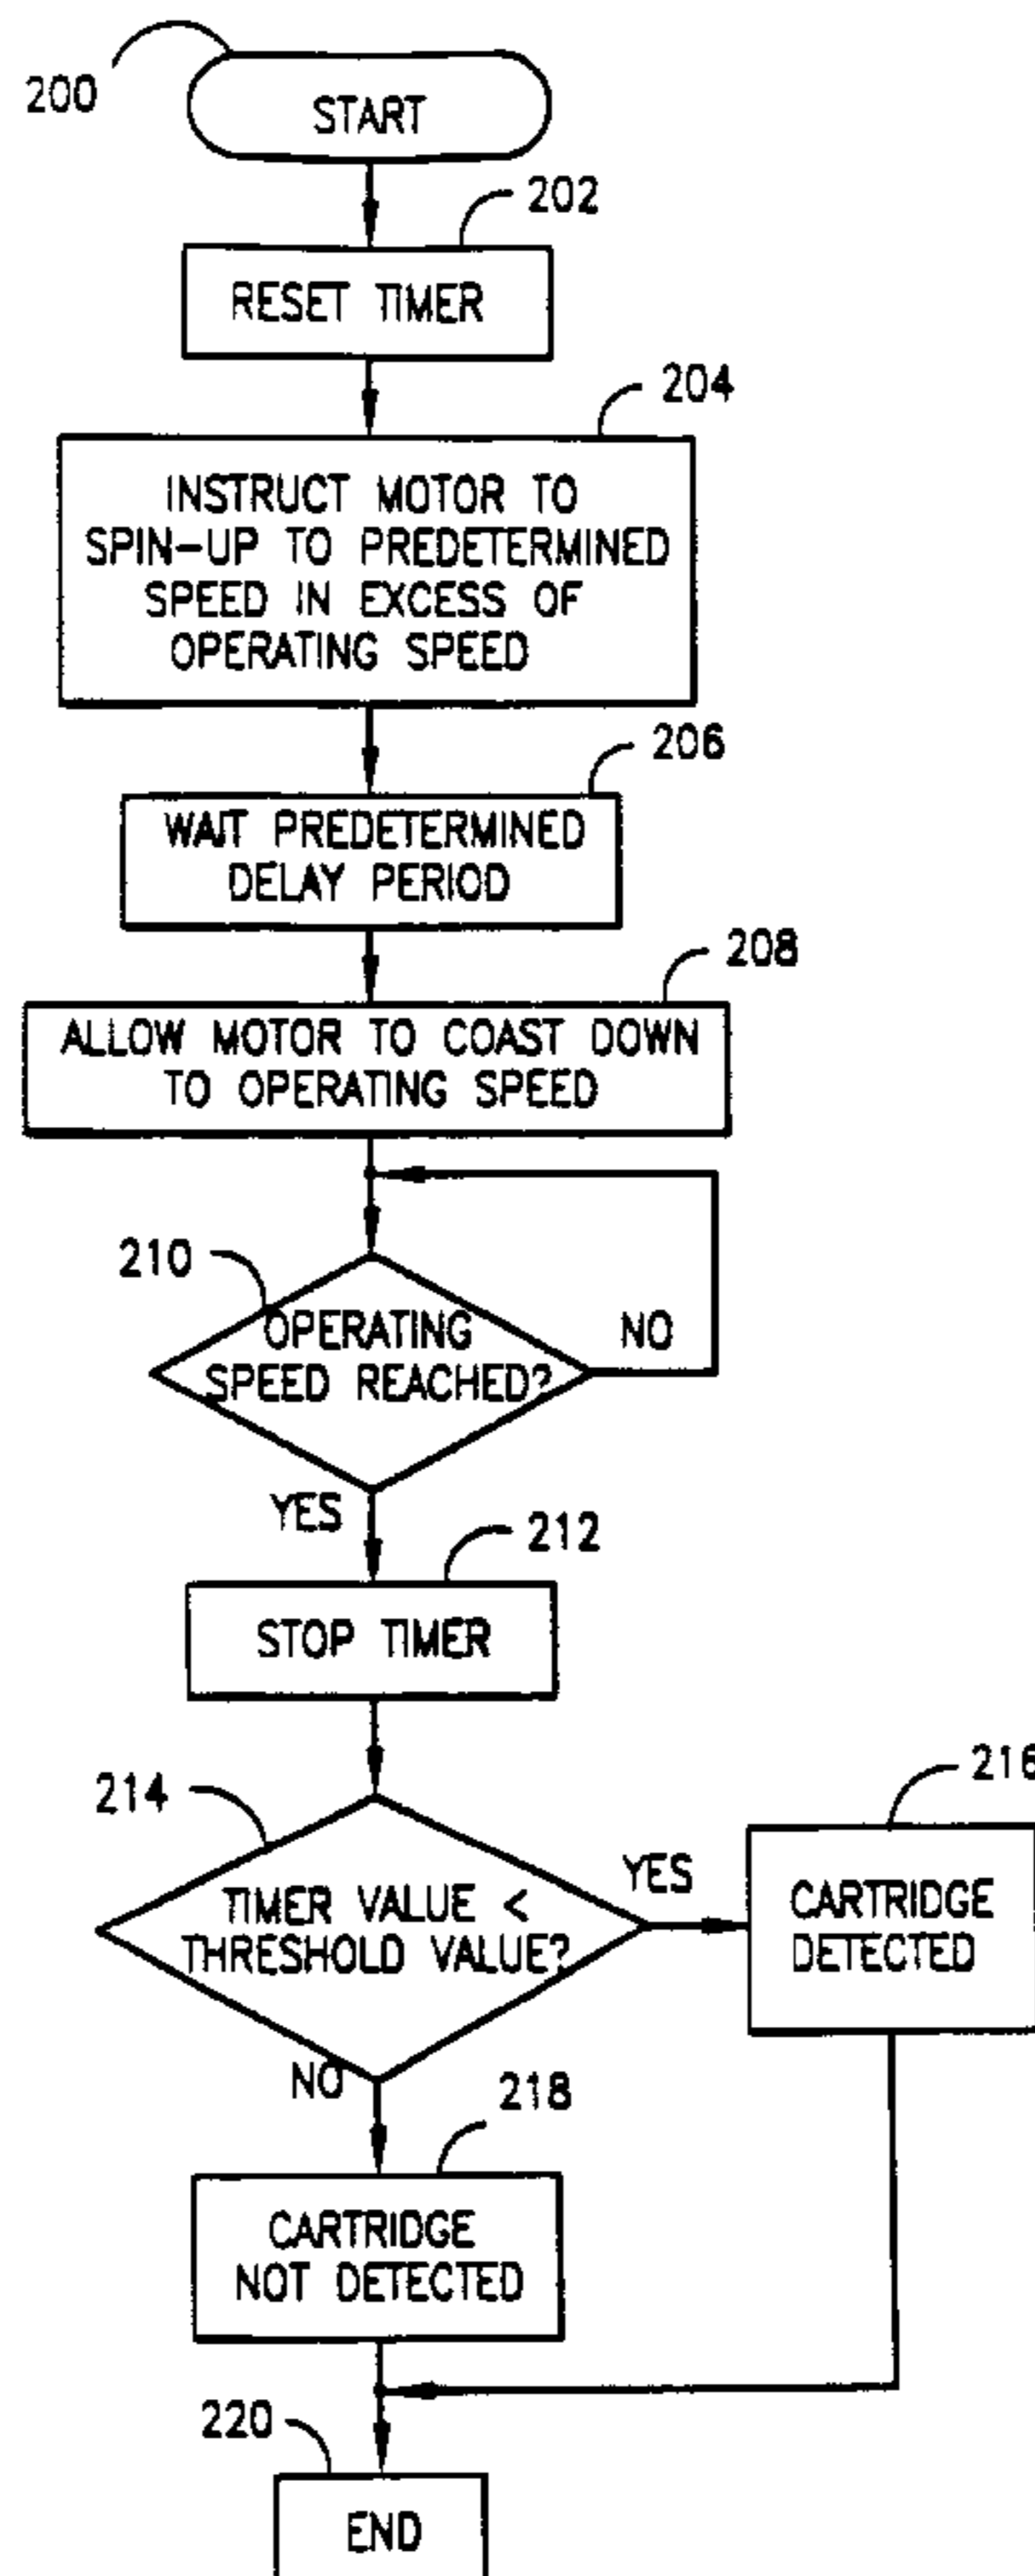 200
START
202
RESET TIMER
204
INSTRUCT MOTOR TO
SPIN-UP TO PREDETERMINED
SPEED IN EXCESS OF
OPERATING SPEED
206
WAIT PREDETERMINED
DELAY PERIOD
208
ALLOW MOTOR TO COAST DOWN
TO OPERATING SPEED
210
OPERATING
SPEED REACHED?
NO
YES
212
STOP TIMER
214
TIMER VALUE <
THRESHOLD VALUE?
YES
216
CARTRIDGE
DETECTED
NO
218
CARTRIDGE
NOT DETECTED
220
END